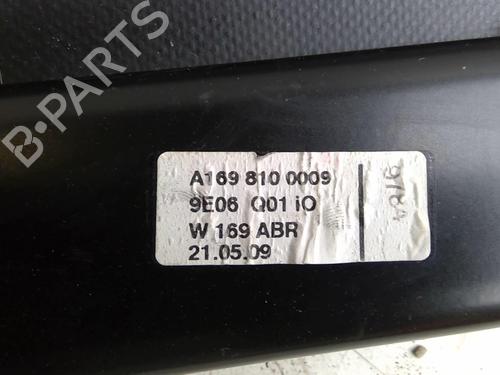 B-PARTS
A169 810 0009
9E06 Q01 iO
W 169 ABR
21.05.09
9784